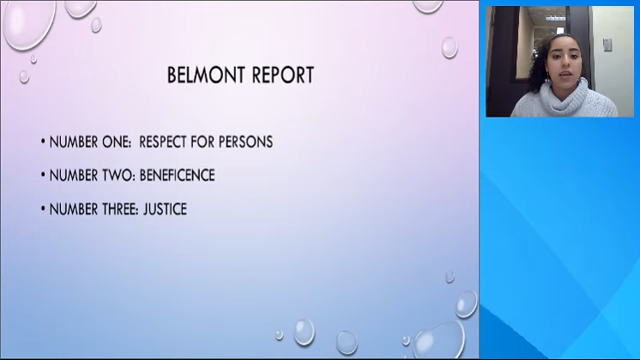 BELMONT REPORT
• NUMBER ONE: RESPECT FOR PERSONS
• NUMBER TWO: BENEFICENCE
• NUMBER THREE: JUSTICE